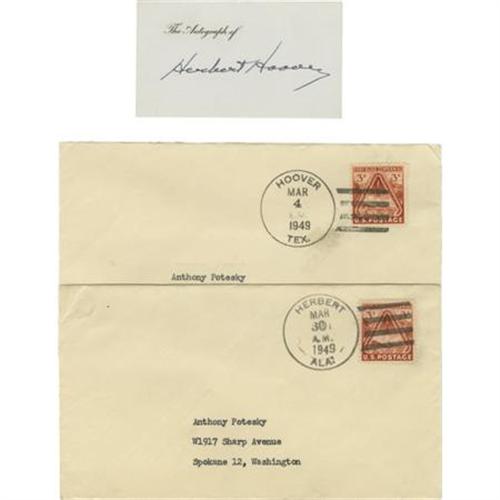 The Autograph of
Herbert Hoover
HOOVER
MAR
4
A.M.
1949
TEX.
3¢ 3¢
U.S. POSTAGE
Anthony Potesky
HERBERT
MAR
30
A.M.
1949
ALA.
U.S. POSTAGE
Anthony Potesky
W1917 Sharp Avenue
Spokane 12, Washington